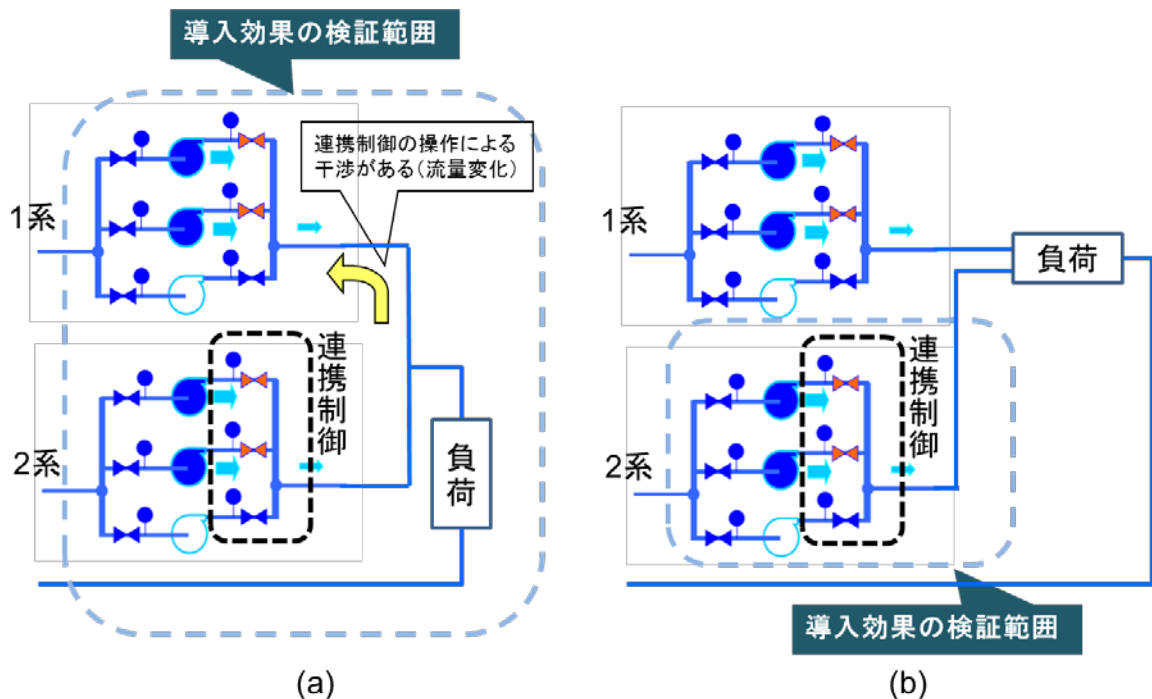 導入効果の検証範囲
連携制御の操作による
干渉がある(流量変化)
1系
連携制御
2系
負荷
(a)
1系
負荷
連携制御
2系
導入効果の検証範囲
(b)